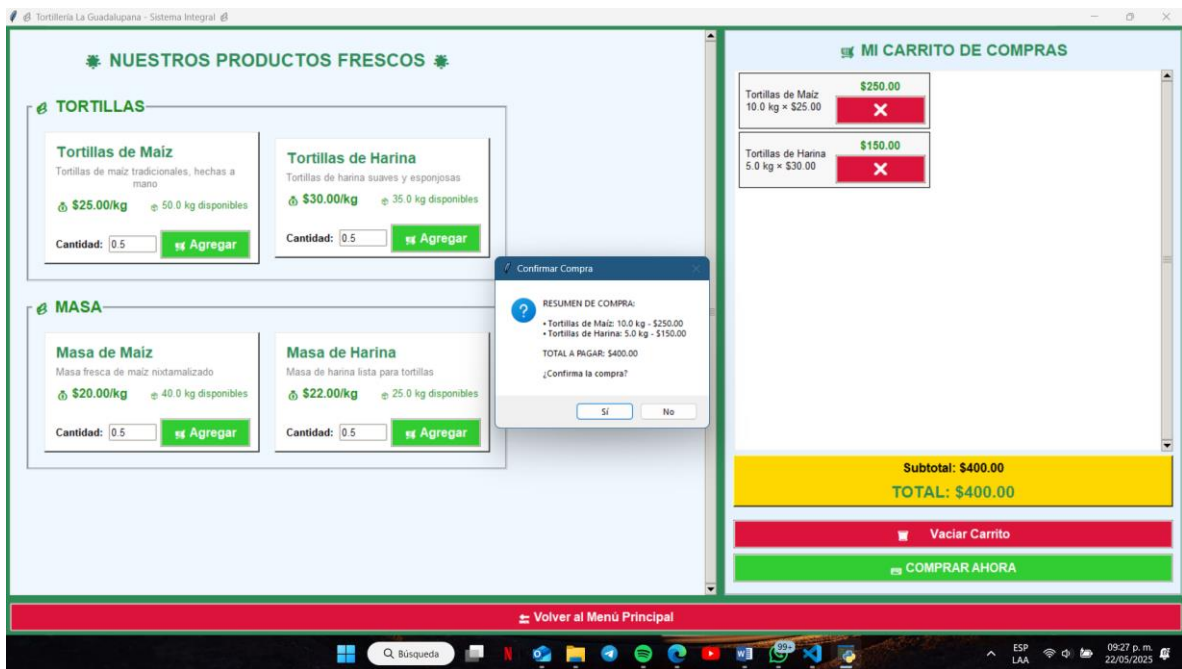 Tortillería La Guadalupana - Sistema Integral
NUESTROS PRODUCTOS FRESCOS
TORTILLAS
Tortillas de Maíz
Tortillas de maíz tradicionales, hechas a
mano
$25.00/kg 50.0 kg disponibles
Cantidad: 0.5 Agregar
Tortillas de Harina
Tortillas de harina suaves y esponjosas
$30.00/kg 35.0 kg disponibles
Cantidad: 0.5 Agregar
MASA
Masa de Maíz
Masa fresca de maíz nixtamalizado
$20.00/kg 40.0 kg disponibles
Cantidad: 0.5 Agregar
Masa de Harina
Masa de harina lista para tortillas
$22.00/kg 25.0 kg disponibles
Cantidad: 0.5 Agregar
Confirmar Compra
RESUMEN DE COMPRA:
• Tortillas de Maíz: 10.0 kg - $250.00
• Tortillas de Harina: 5.0 kg - $150.00
TOTAL A PAGAR: $400.00
¿Confirma la compra?
Sí No
MI CARRITO DE COMPRAS
Tortillas de Maíz
10.0 kg × $25.00
$250.00
Tortillas de Harina
5.0 kg × $30.00
$150.00
Subtotal: $400.00
TOTAL: $400.00
Vaciar Carrito
COMPRAR AHORA
Volver al Menú Principal
Búsqueda
99+
ESP
LAA
09:27 p. m.
22/05/2025